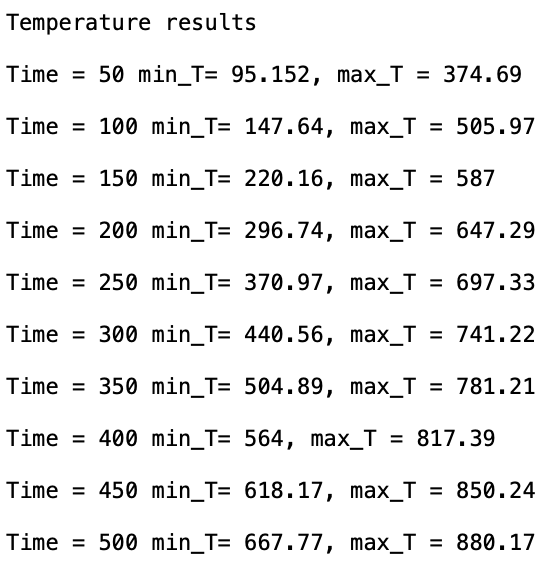 Temperature results
Time = 50 min_T= 95.152, max_T = 374.69
Time = 100 min_T= 147.64, max_T = 505.97
Time = 150 min_T= 220.16, max_T = 587
Time = 200 min_T= 296.74, max_T = 647.29
Time = 250 min_T= 370.97, max_T = 697.33
Time = 300 min_T= 440.56, max_T = 741.22
Time = 350 min_T= 504.89, max_T = 781.21
Time = 400 min_T= 564, max_T = 817.39
Time = 450 min_T= 618.17, max_T = 850.24
Time = 500 min_T= 667.77, max_T = 880.17